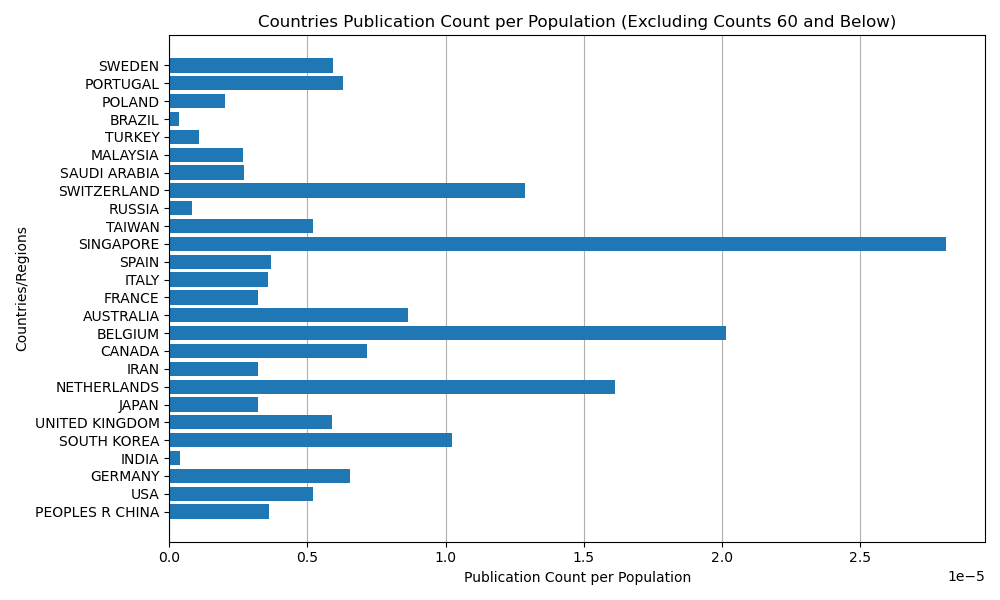 Countries Publication Count per Population (Excluding Counts 60 and Below)
SWEDEN
PORTUGAL
POLAND
BRAZIL
TURKEY
MALAYSIA
SAUDI ARABIA
SWITZERLAND
RUSSIA
TAIWAN
SINGAPORE
SPAIN
ITALY
FRANCE
AUSTRALIA
BELGIUM
CANADA
IRAN
NETHERLANDS
JAPAN
UNITED KINGDOM
SOUTH KOREA
INDIA
GERMANY
USA
PEOPLES R CHINA
Countries/Regions
0.0 0.5 1.0 1.5 2.0 2.5
1e−5
Publication Count per Population